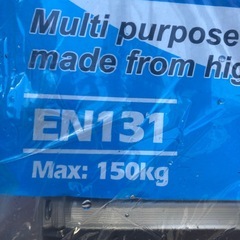 Multi purpose
made from hig
EN131
Max: 150kg